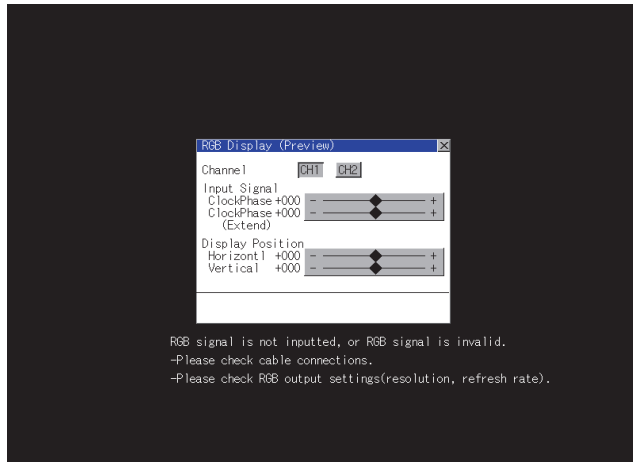 RGB Display (Preview)
Channel CH1 CH2
Input Signal
ClockPhase +000 - +
ClockPhase +000 - +
(Extend)
Display Position
Horizontl +000 - +
Vertical +000 - +
RGB signal is not inputted, or RGB signal is invalid.
-Please check cable connections.
-Please check RGB output settings(resolution, refresh rate).